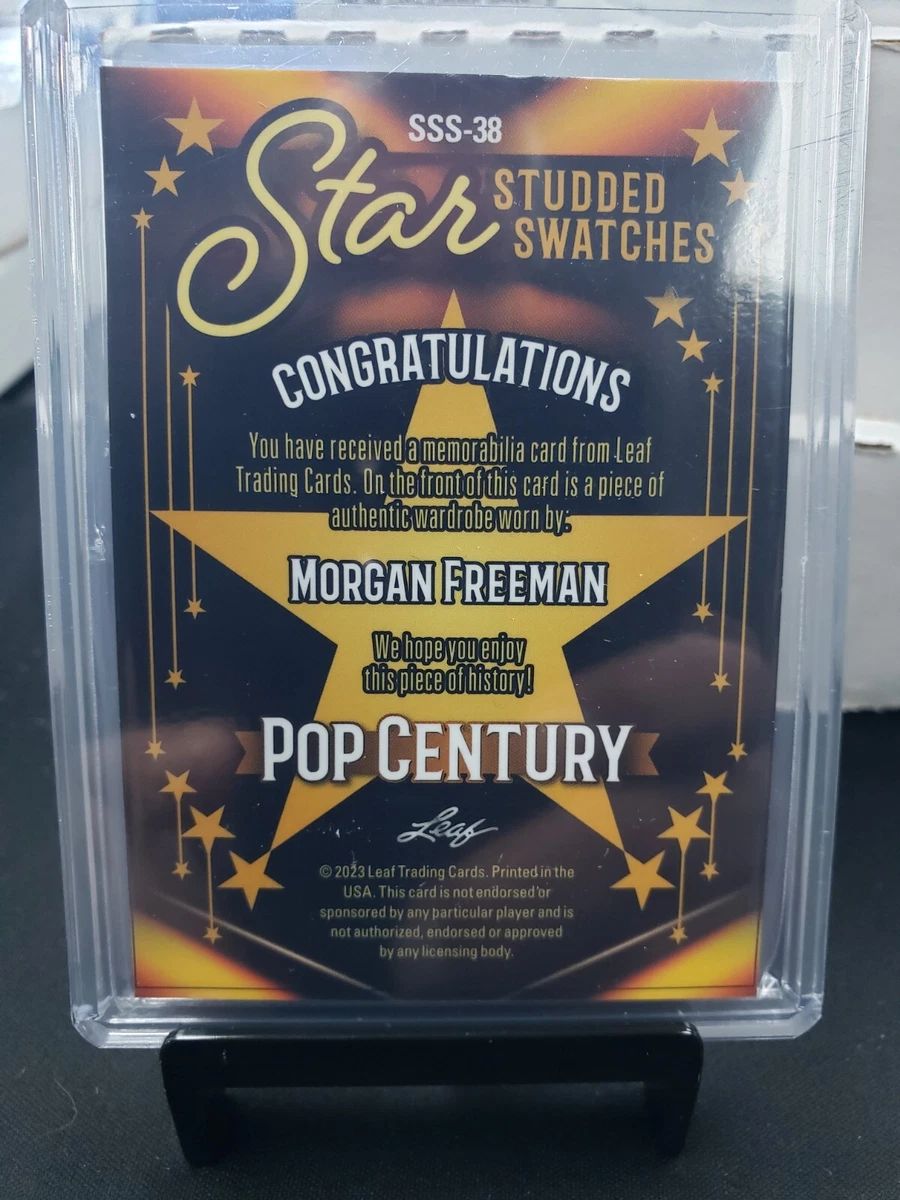 SSS-38
Star STUDDED
SWATCHES
CONGRATULATIONS
You have received a memorabilia card from Leaf
Trading Cards. On the front of this card is a piece of
authentic wardrobe worn by:
MORGAN FREEMAN
We hope you enjoy
this piece of history!
POP CENTURY
Leaf
© 2023 Leaf Trading Cards. Printed in the
USA. This card is not endorsed or
sponsored by any particular player and is
not authorized, endorsed or approved
by any licensing body.